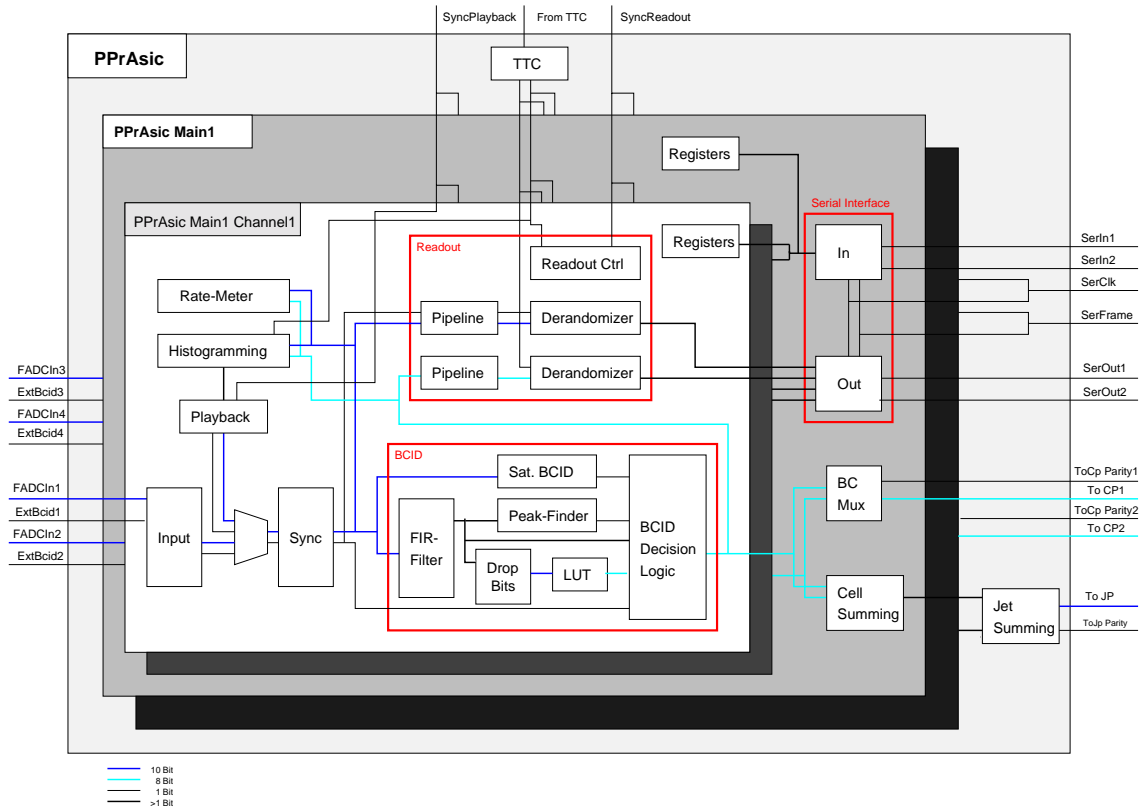 SyncPlayback
From TTC
SyncReadout
PPrAsic
TTC
PPrAsic Main1
Registers
Serial Interface
PPrAsic Main1 Channel1
Registers
In
SerIn1
SerIn2
SerClk
SerFrame
Readout
Readout Ctrl
Rate-Meter
Pipeline
Derandomizer
Histogramming
Pipeline
Derandomizer
Out
SerOut1
SerOut2
FADCIn3
ExtBcid3
FADCIn4
ExtBcid4
Playback
BCID
Sat. BCID
BC
Mux
ToCp Parity1
To CP1
ToCp Parity2
To CP2
FADCIn1
ExtBcid1
FADCIn2
ExtBcid2
Input
Sync
FIR-
Filter
Peak-Finder
BCID
Decision
Logic
Drop
Bits
LUT
Cell
Summing
Jet
Summing
To JP
ToJp Parity
10 Bit
8 Bit
1 Bit
>1 Bit